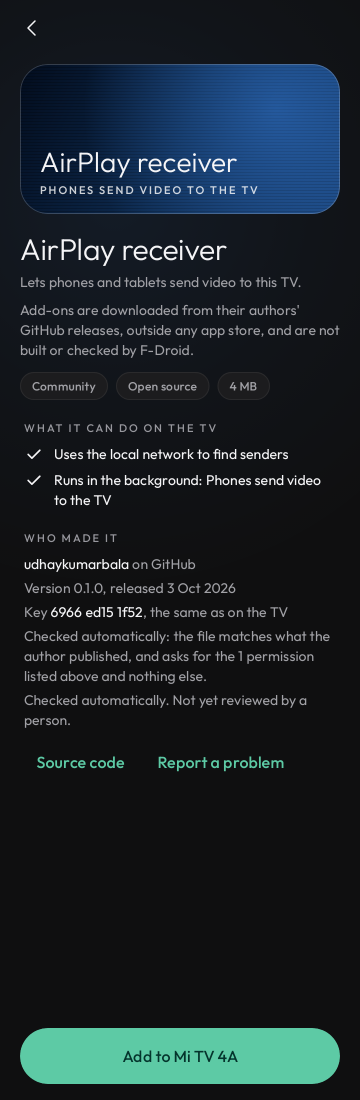 AirPlay receiver
PHONES SEND VIDEO TO THE TV
AirPlay receiver
Lets phones and tablets send video to this TV.
Add-ons are downloaded from their authors'
GitHub releases, outside any app store, and are not
built or checked by F-Droid.
Community
Open source
4 MB
WHAT IT CAN DO ON THE TV
Uses the local network to find senders
Runs in the background: Phones send video
to the TV
WHO MADE IT
udhaykumarbala on GitHub
Version 0.1.0, released 3 Oct 2026
Key 6966 ed15 1f52, the same as on the TV
Checked automatically: the file matches what the
author published, and asks for the 1 permission
listed above and nothing else.
Checked automatically. Not yet reviewed by a
person.
Source code
Report a problem
Add to Mi TV 4A